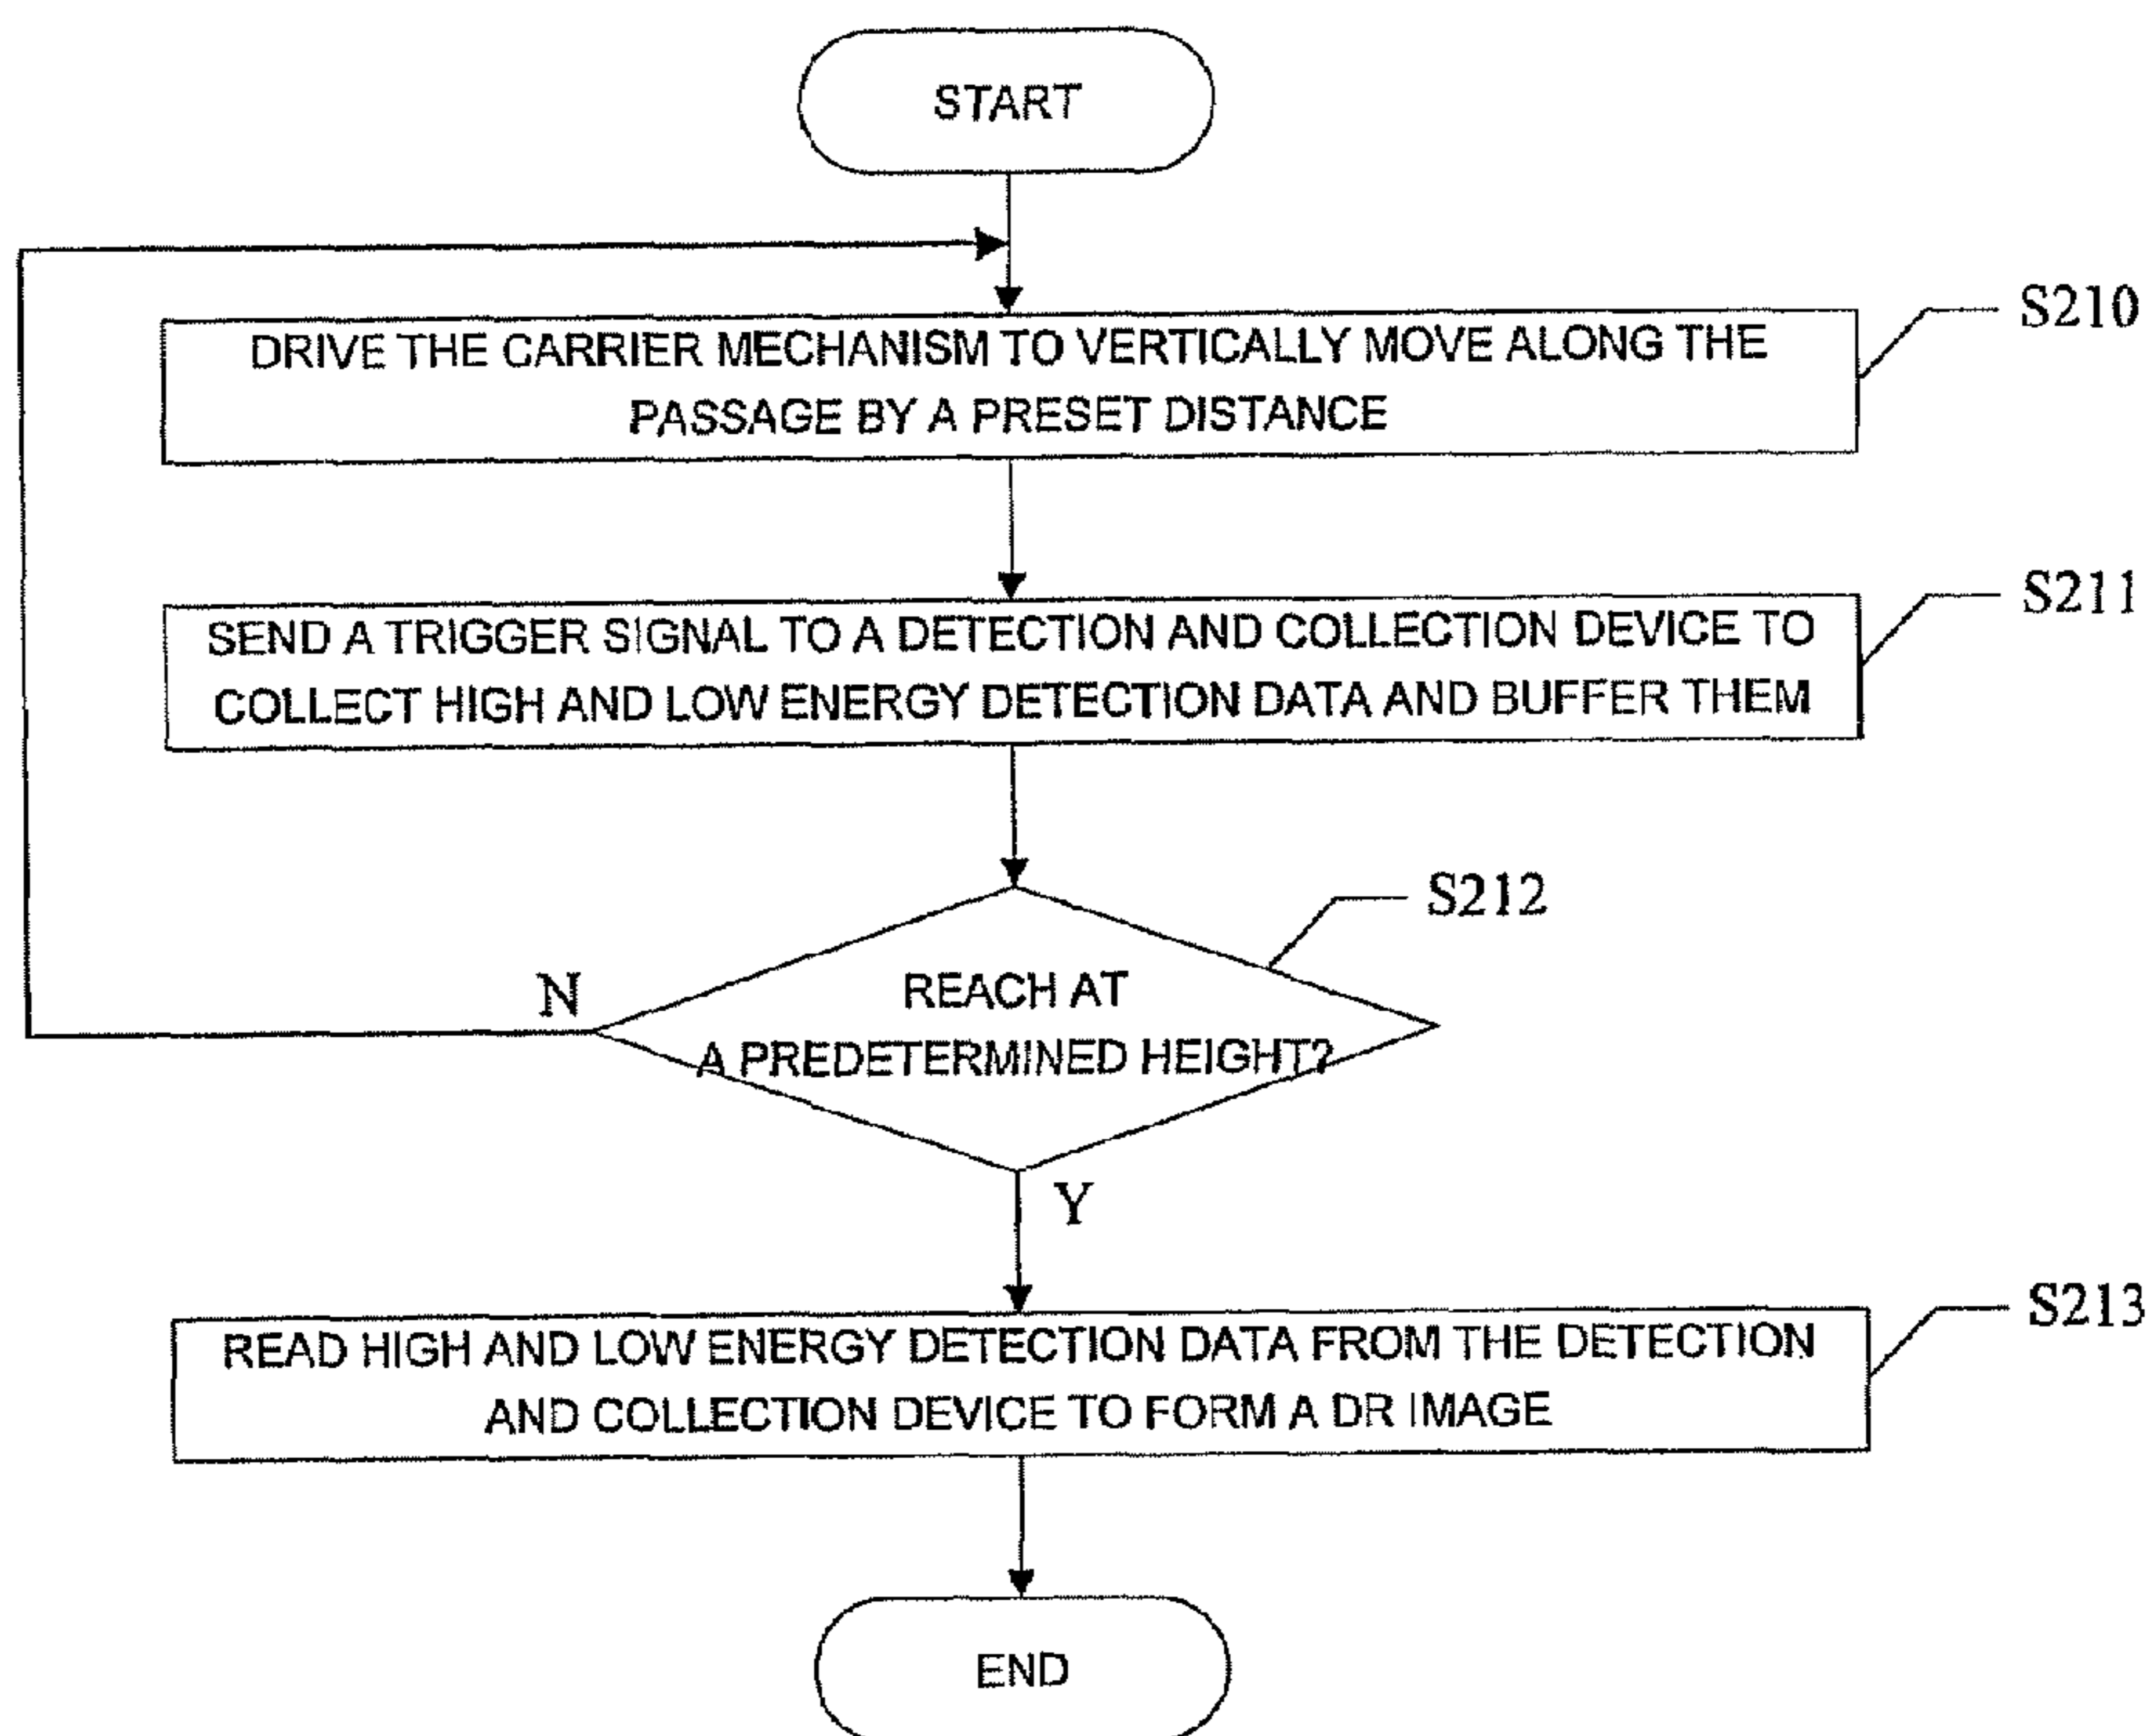 START
DRIVE THE CARRIER MECHANISM TO VERTICALLY MOVE ALONG THE
PASSAGE BY A PRESET DISTANCE
S210
SEND A TRIGGER SIGNAL TO A DETECTION AND COLLECTION DEVICE TO
COLLECT HIGH AND LOW ENERGY DETECTION DATA AND BUFFER THEM
S211
REACH AT
A PREDETERMINED HEIGHT?
S212
N
Y
READ HIGH AND LOW ENERGY DETECTION DATA FROM THE DETECTION
AND COLLECTION DEVICE TO FORM A DR IMAGE
S213
END